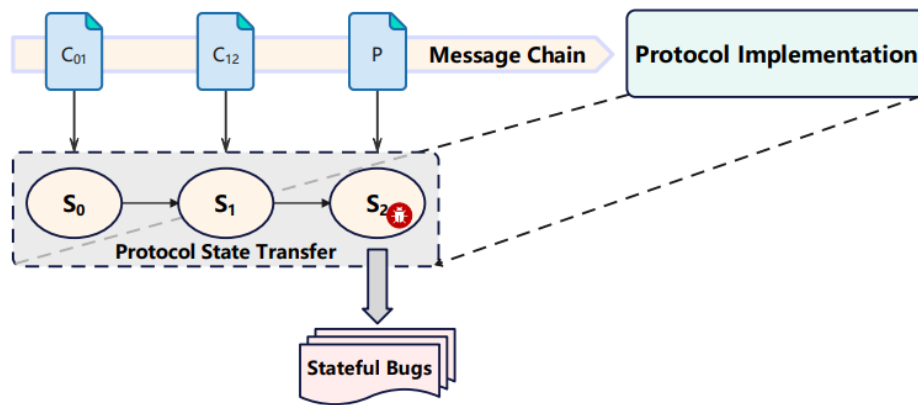 C01
C12
P
Message Chain
Protocol Implementation
S0
S1
S2
Protocol State Transfer
Stateful Bugs